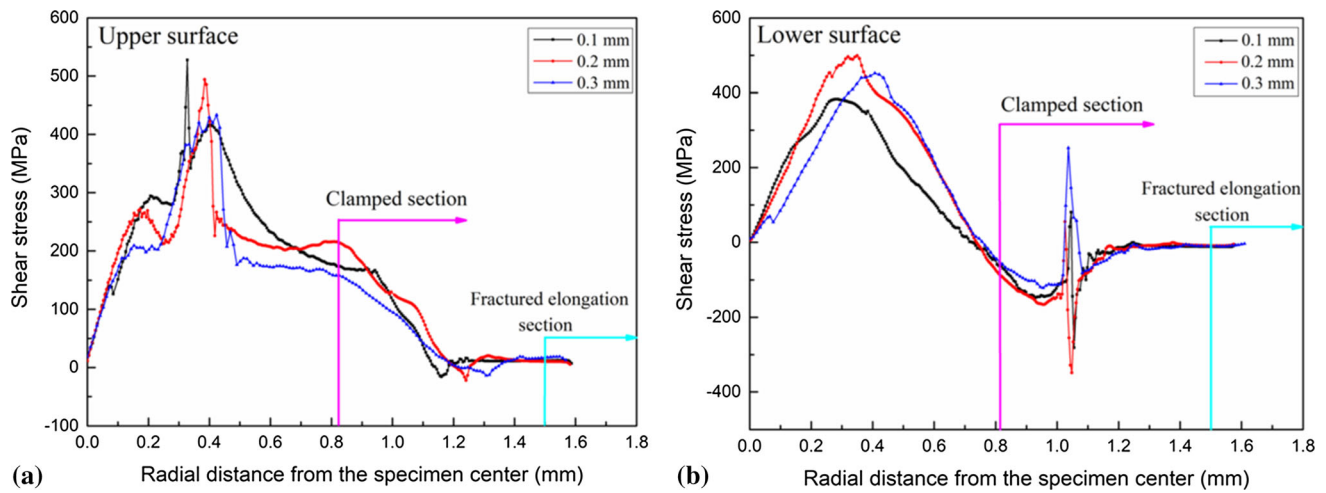 600
500
400
300
200
100
0
-100
Shear stress (MPa)
Upper surface
0.1 mm
0.2 mm
0.3 mm
Clamped section
Fractured elongation
section
0.0 0.2 0.4 0.6 0.8 1.0 1.2 1.4 1.6 1.8
(a)
Radial distance from the specimen center (mm)
600
400
200
0
-200
-400
Shear stress (MPa)
Lower surface
0.1 mm
0.2 mm
0.3 mm
Clamped section
Fractured elongation
section
0.0 0.2 0.4 0.6 0.8 1.0 1.2 1.4 1.6 1.8
(b)
Radial distance from the specimen center (mm)